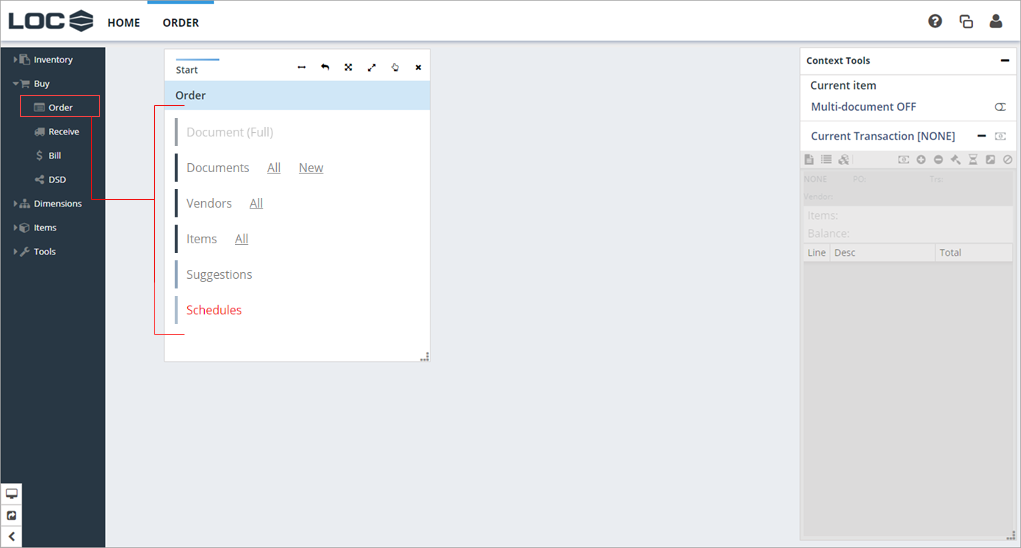 LOC HOME ORDER
Inventory
Buy
Order
Receive
Bill
DSD
Dimensions
Items
Tools
Start
Order
Document (Full)
Documents All New
Vendors All
Items All
Suggestions
Schedules
Context Tools
Current item
Multi-document OFF
Current Transaction [NONE]
NONE PO: Trx:
Vendor:
Items:
Balance:
Line Desc Total